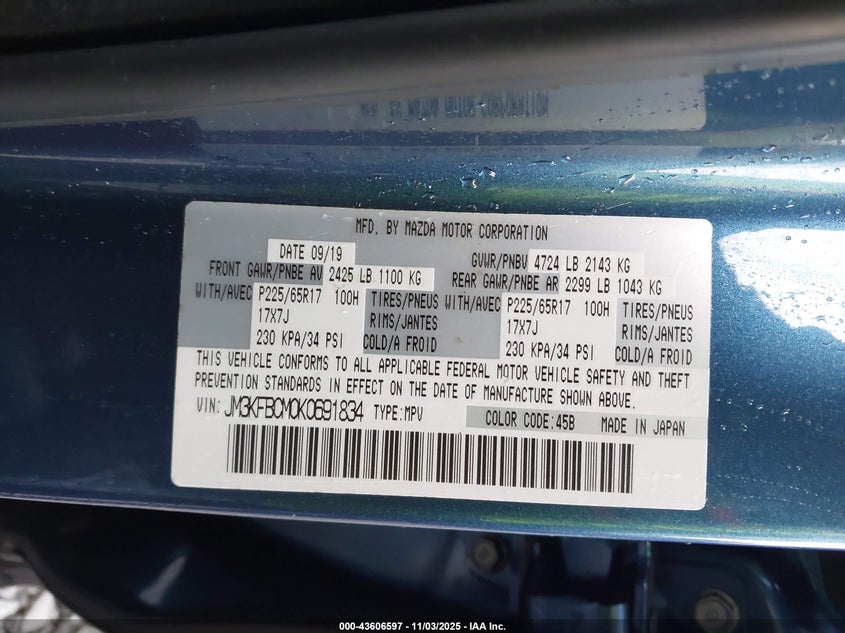 MFD. BY MAZDA MOTOR CORPORATION
DATE 09/19 GVWR/PNBV 4724 LB 2143 KG
FRONT GAWR/PNBE AV 2425 LB 1100 KG REAR GAWR/PNBE AR 2299 LB 1043 KG
WITH/AVEC P225/65R17 100H TIRES/PNEUS WITH/AVEC P225/65R17 100H TIRES/PNEUS
17X7J RIMS/JANTES 17X7J RIMS/JANTES
230 KPA/34 PSI COLD/A FROID 230 KPA/34 PSI COLD/A FROID
THIS VEHICLE CONFORMS TO ALL APPLICABLE FEDERAL MOTOR VEHICLE SAFETY AND THEFT
PREVENTION STANDARDS IN EFFECT ON THE DATE OF MANUFACTURE SHOWN ABOVE.
VIN: JM3KFBCM0K0691834 TYPE:MPV COLOR CODE:45B MADE IN JAPAN
000-43606597 - 11/03/2025 - IAA Inc.